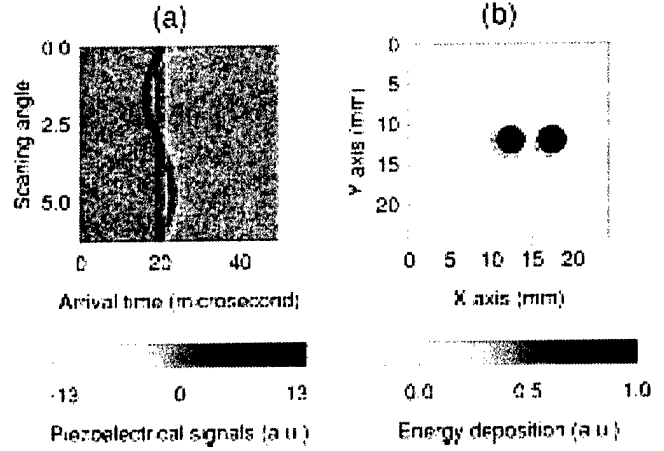 (a)
0.0
2.5
5.0
Scaning angle
0 20 40
Arrival time (microsecond)
-13 0 13
Piezoelectrical signals (a.u.)
(b)
0
5
10
15
20
Y axis (mm)
0 5 10 15 20
X axis (mm)
0.0 0.5 1.0
Energy deposition (a.u.)